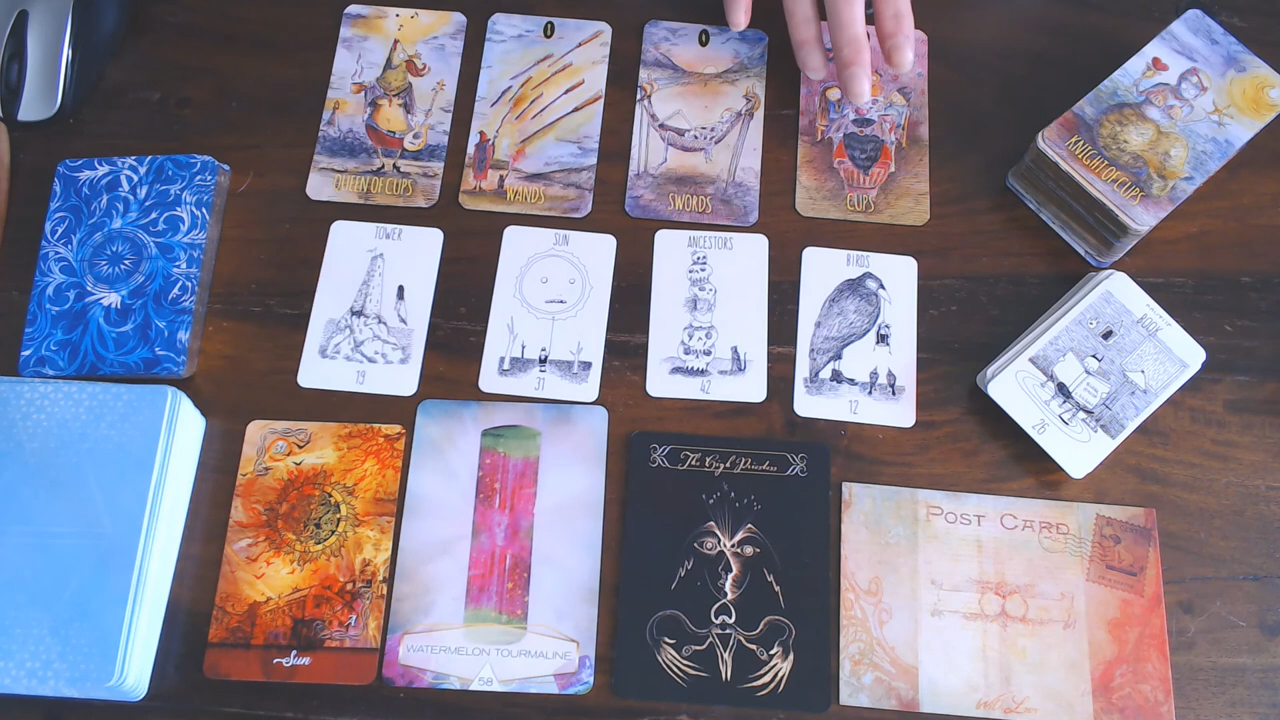 QUEEN OF CUPS
WANDS
SWORDS
CUPS
KNIGHT OF CUPS
TOWER
19
SUN
31
ANCESTORS
42
BIRDS
12
BOOK
26
31
Sun
WATERMELON TOURMALINE
58
The High Priestess
POST CARD